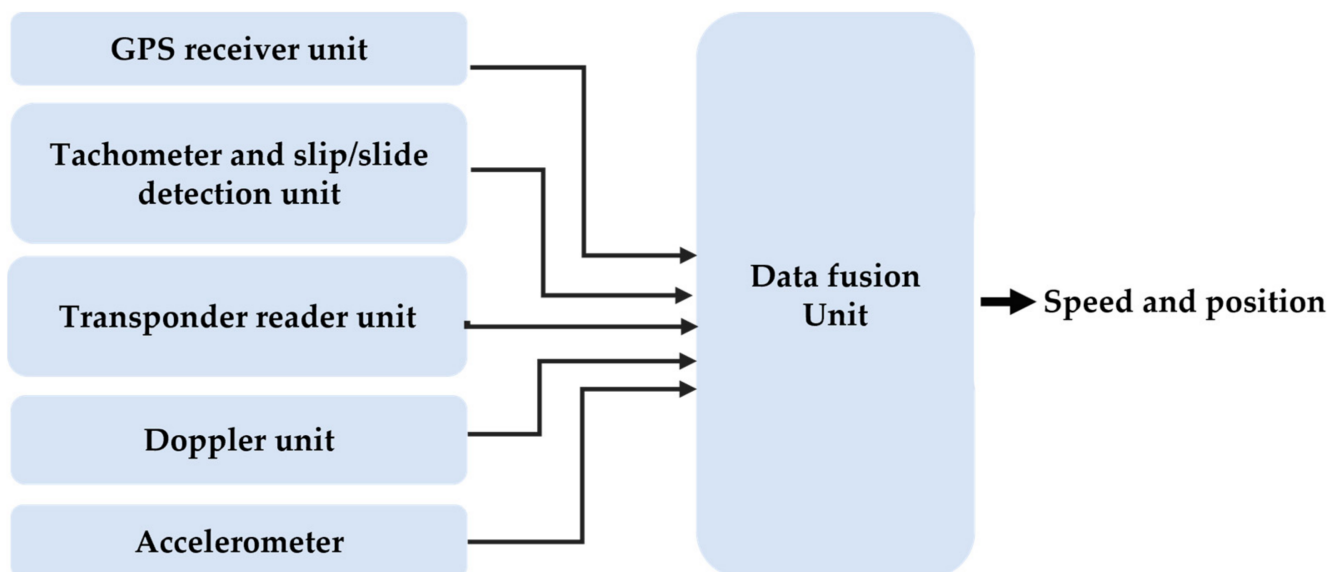 GPS receiver unit
Tachometer and slip/slide
detection unit
Transponder reader unit
Doppler unit
Accelerometer
Data fusion
Unit
Speed and position